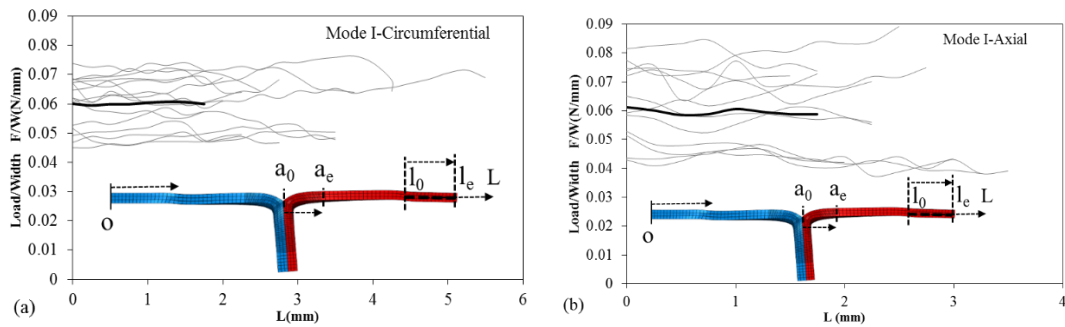 0.09
0.08
0.07
0.06
0.05
0.04
0.03
0.02
0.01
0
Load/Width F/W(N/mm)
Mode I-Circumferential
o
a0
ae
l0
le
L
0 1 2 3 4 5 6
L(mm)
(a)
0.09
0.08
0.07
0.06
0.05
0.04
0.03
0.02
0.01
0.00
Load/Width F/W(N/mm)
Mode I-Axial
o
a0
ae
l0
le
L
0 1 2 3 4
L (mm)
(b)